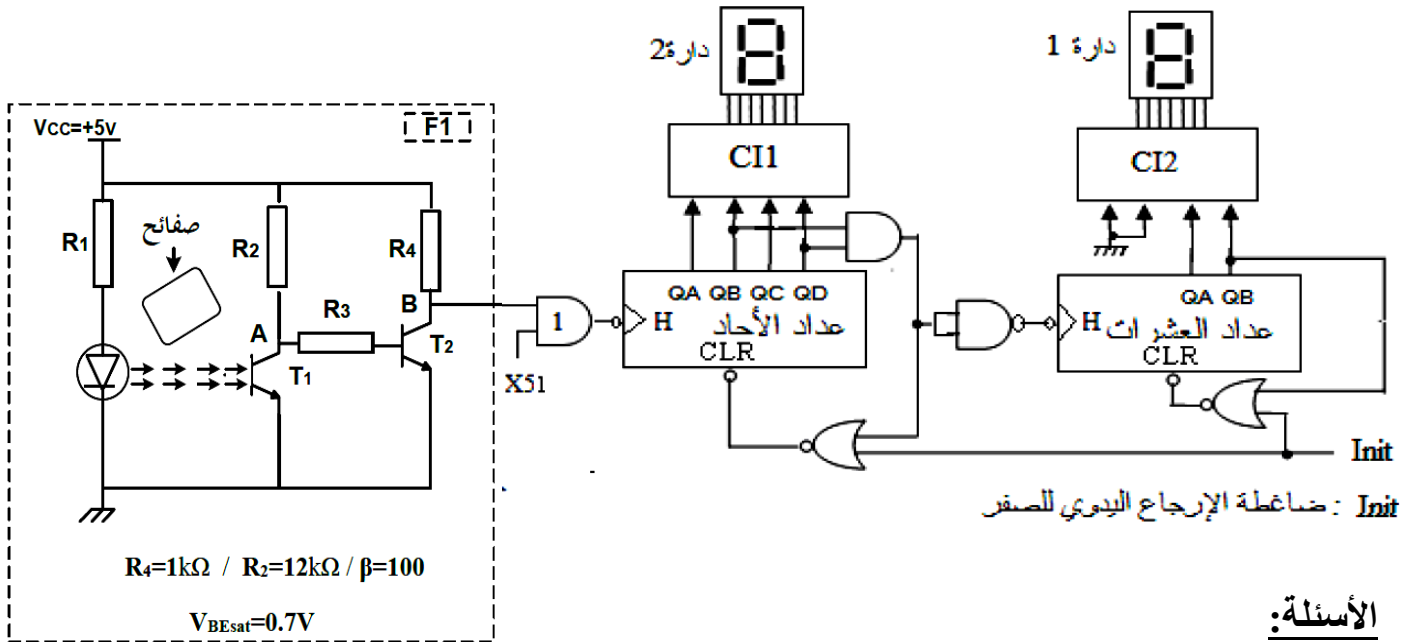 دارة2
دارة 1
Vcc=+5v
F1
صفائح
CI1
CI2
R1
R2
R4
QA QB QC QD
QA QB
A
R3
B
T1
T2
1
X51
H
عداد الأحاد
CLR
H
عداد العشرات
CLR
Init
Init : ضاغطة الإرجاع اليدوي للصفر
R4=1kΩ / R2=12kΩ / β=100
VBEsat=0.7V
الأسئلة: